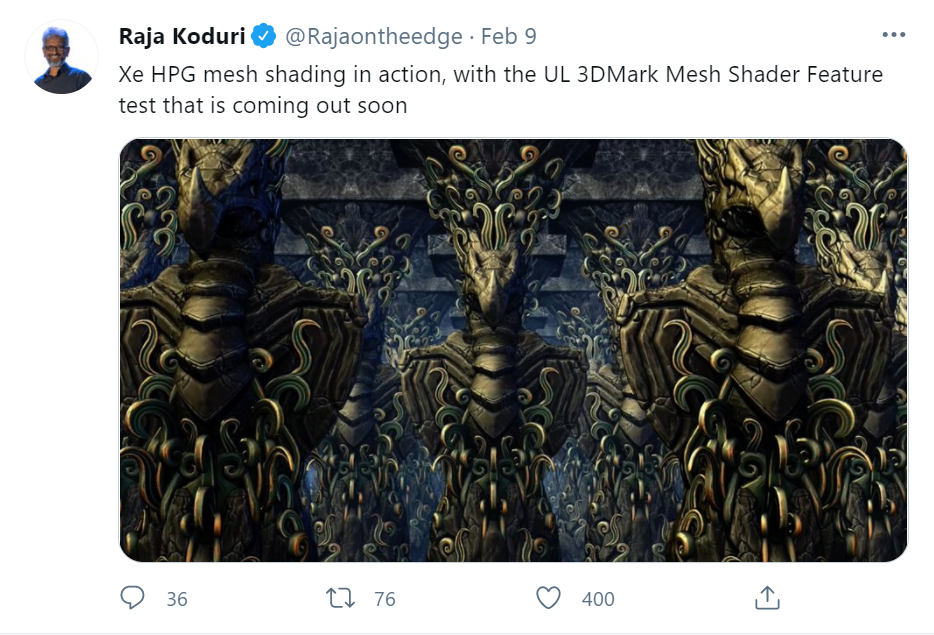 Raja Koduri @Rajaontheedge · Feb 9
Xe HPG mesh shading in action, with the UL 3DMark Mesh Shader Feature
test that is coming out soon
36 76 400